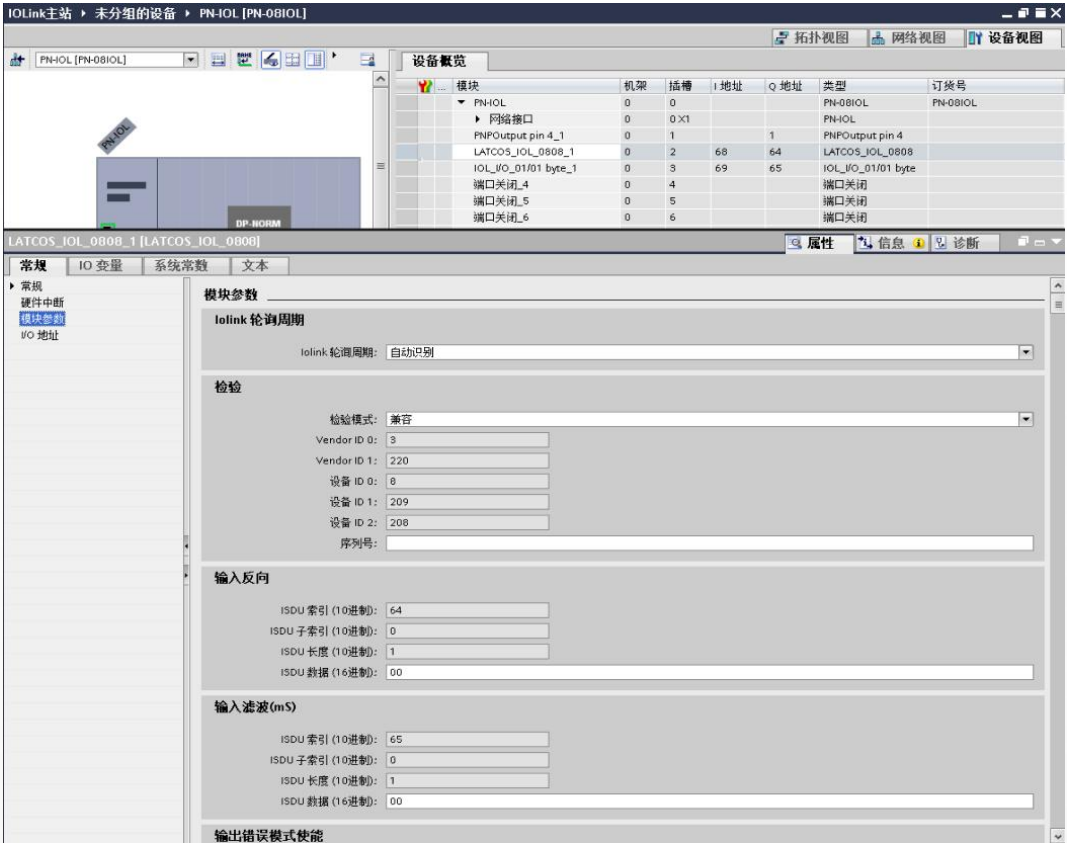 IOLink主站 ▸ 未分组的设备 ▸ PN-IOL [PN-08IOL]
拓扑视图 网络视图 设备视图
PN-IOL [PN-08IOL]
设备概览
... 模块 机架 插槽 I 地址 Q 地址 类型 订货号
PN-IOL 0 0 PN-08IOL PN-08IOL
网络接口 0 0 X1 PN-IOL
PNPOutput pin 4_1 0 1 1 PNPOutput pin 4
LATCOS_IOL_0808_1 0 2 68 64 LATCOS_IOL_0808
IOL_I/O_01/01 byte_1 0 3 69 65 IOL_I/O_01/01 byte
端口关闭_4 0 4 端口关闭
端口关闭_5 0 5 端口关闭
端口关闭_6 0 6 端口关闭
PN-IOL
DP-NORM
LATCOS_IOL_0808_1 [LATCOS_IOL_0808]
属性 信息 诊断
常规 IO 变量 系统常数 文本
常规
硬件中断
模块参数
I/O 地址
模块参数
Iolink 轮询周期
Iolink 轮询周期: 自动识别
检验
检验模式: 兼容
Vendor ID 0: 3
Vendor ID 1: 220
设备 ID 0: 8
设备 ID 1: 209
设备 ID 2: 208
序列号:
输入反向
ISDU 索引 (10进制): 64
ISDU 子索引 (10进制): 0
ISDU 长度 (10进制): 1
ISDU 数据 (16进制): 00
输入滤波(mS)
ISDU 索引 (10进制): 65
ISDU 子索引 (10进制): 0
ISDU 长度 (10进制): 1
ISDU 数据 (16进制): 00
输出错误模式使能